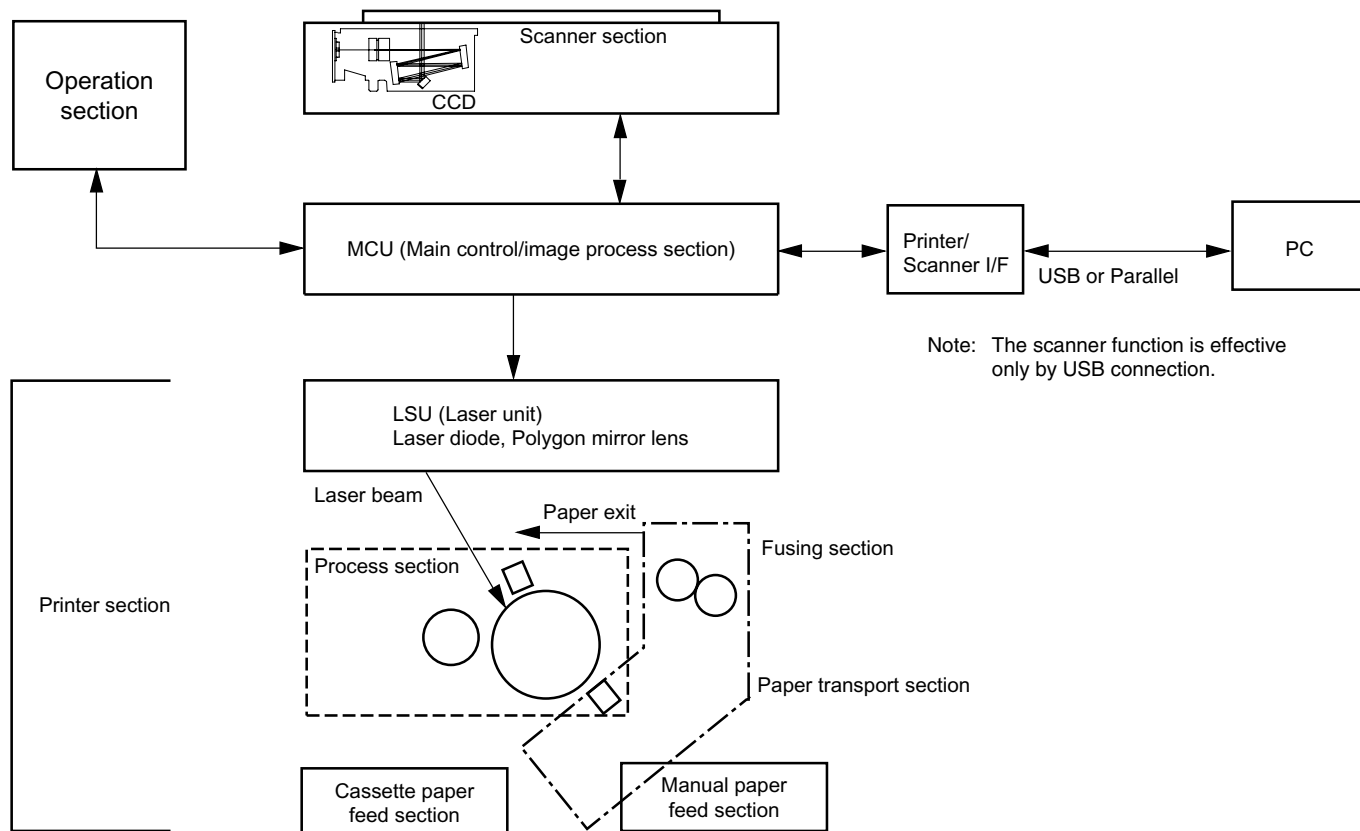 Scanner section
CCD
Operation
section
MCU (Main control/image process section)
Printer/
Scanner I/F
USB or Parallel
PC
Note: The scanner function is effective
only by USB connection.
LSU (Laser unit)
Laser diode, Polygon mirror lens
Laser beam
Paper exit
Fusing section
Process section
Printer section
Paper transport section
Cassette paper
feed section
Manual paper
feed section